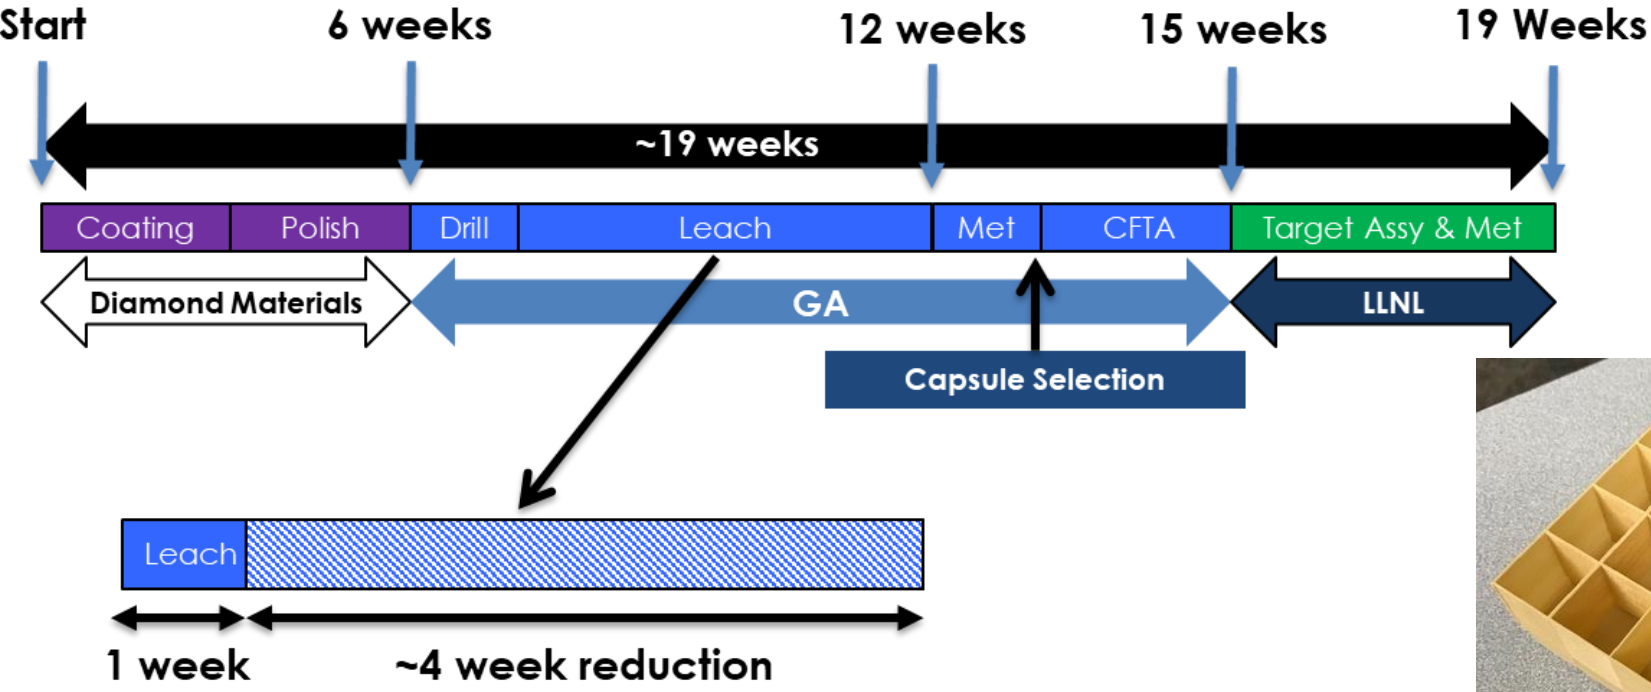 Start
6 weeks
12 weeks
15 weeks
19 Weeks
~19 weeks
Coating
Polish
Drill
Leach
Met
CFTA
Target Assy & Met
Diamond Materials
GA
LLNL
Capsule Selection
Leach
1 week
~4 week reduction